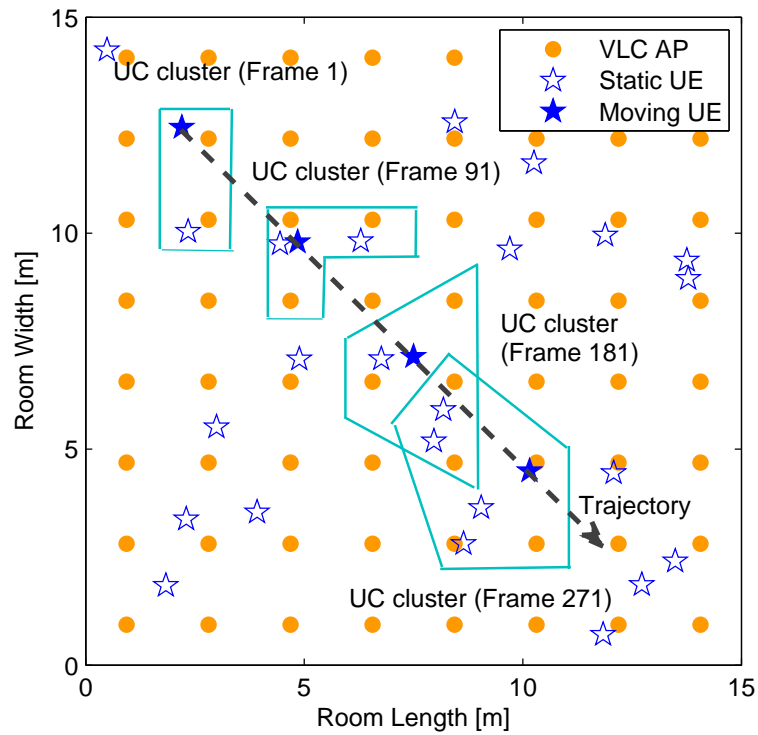 15
UC cluster (Frame 1)
VLC AP
Static UE
Moving UE
UC cluster (Frame 91)
10
UC cluster
(Frame 181)
Room Width [m]
5
Trajectory
UC cluster (Frame 271)
0
0 5 10 15
Room Length [m]